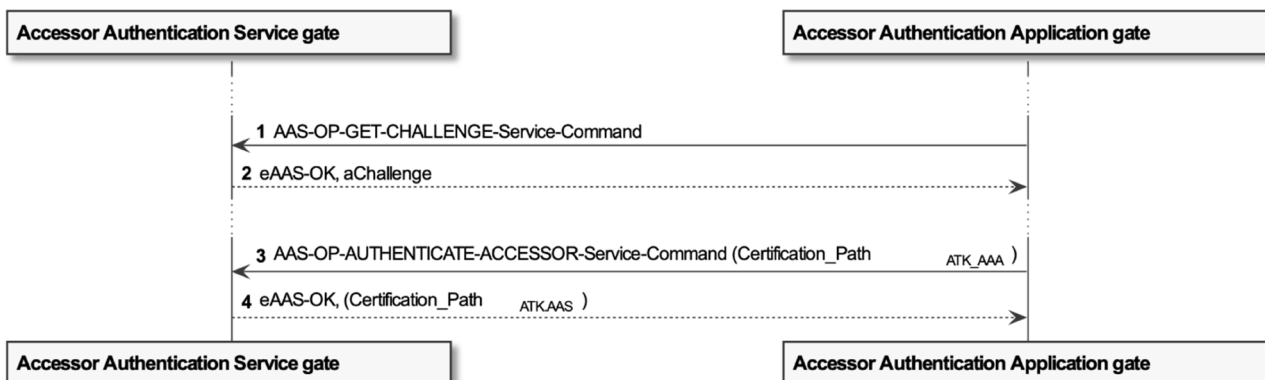 Accessor Authentication Service gate Accessor Authentication Application gate
1 AAS-OP-GET-CHALLENGE-Service-Command
2 eAAS-OK, aChallenge
3 AAS-OP-AUTHENTICATE-ACCESSOR-Service-Command (Certification_Path ATK_AAA )
4 eAAS-OK, (Certification_Path ATK.AAS )
Accessor Authentication Service gate Accessor Authentication Application gate